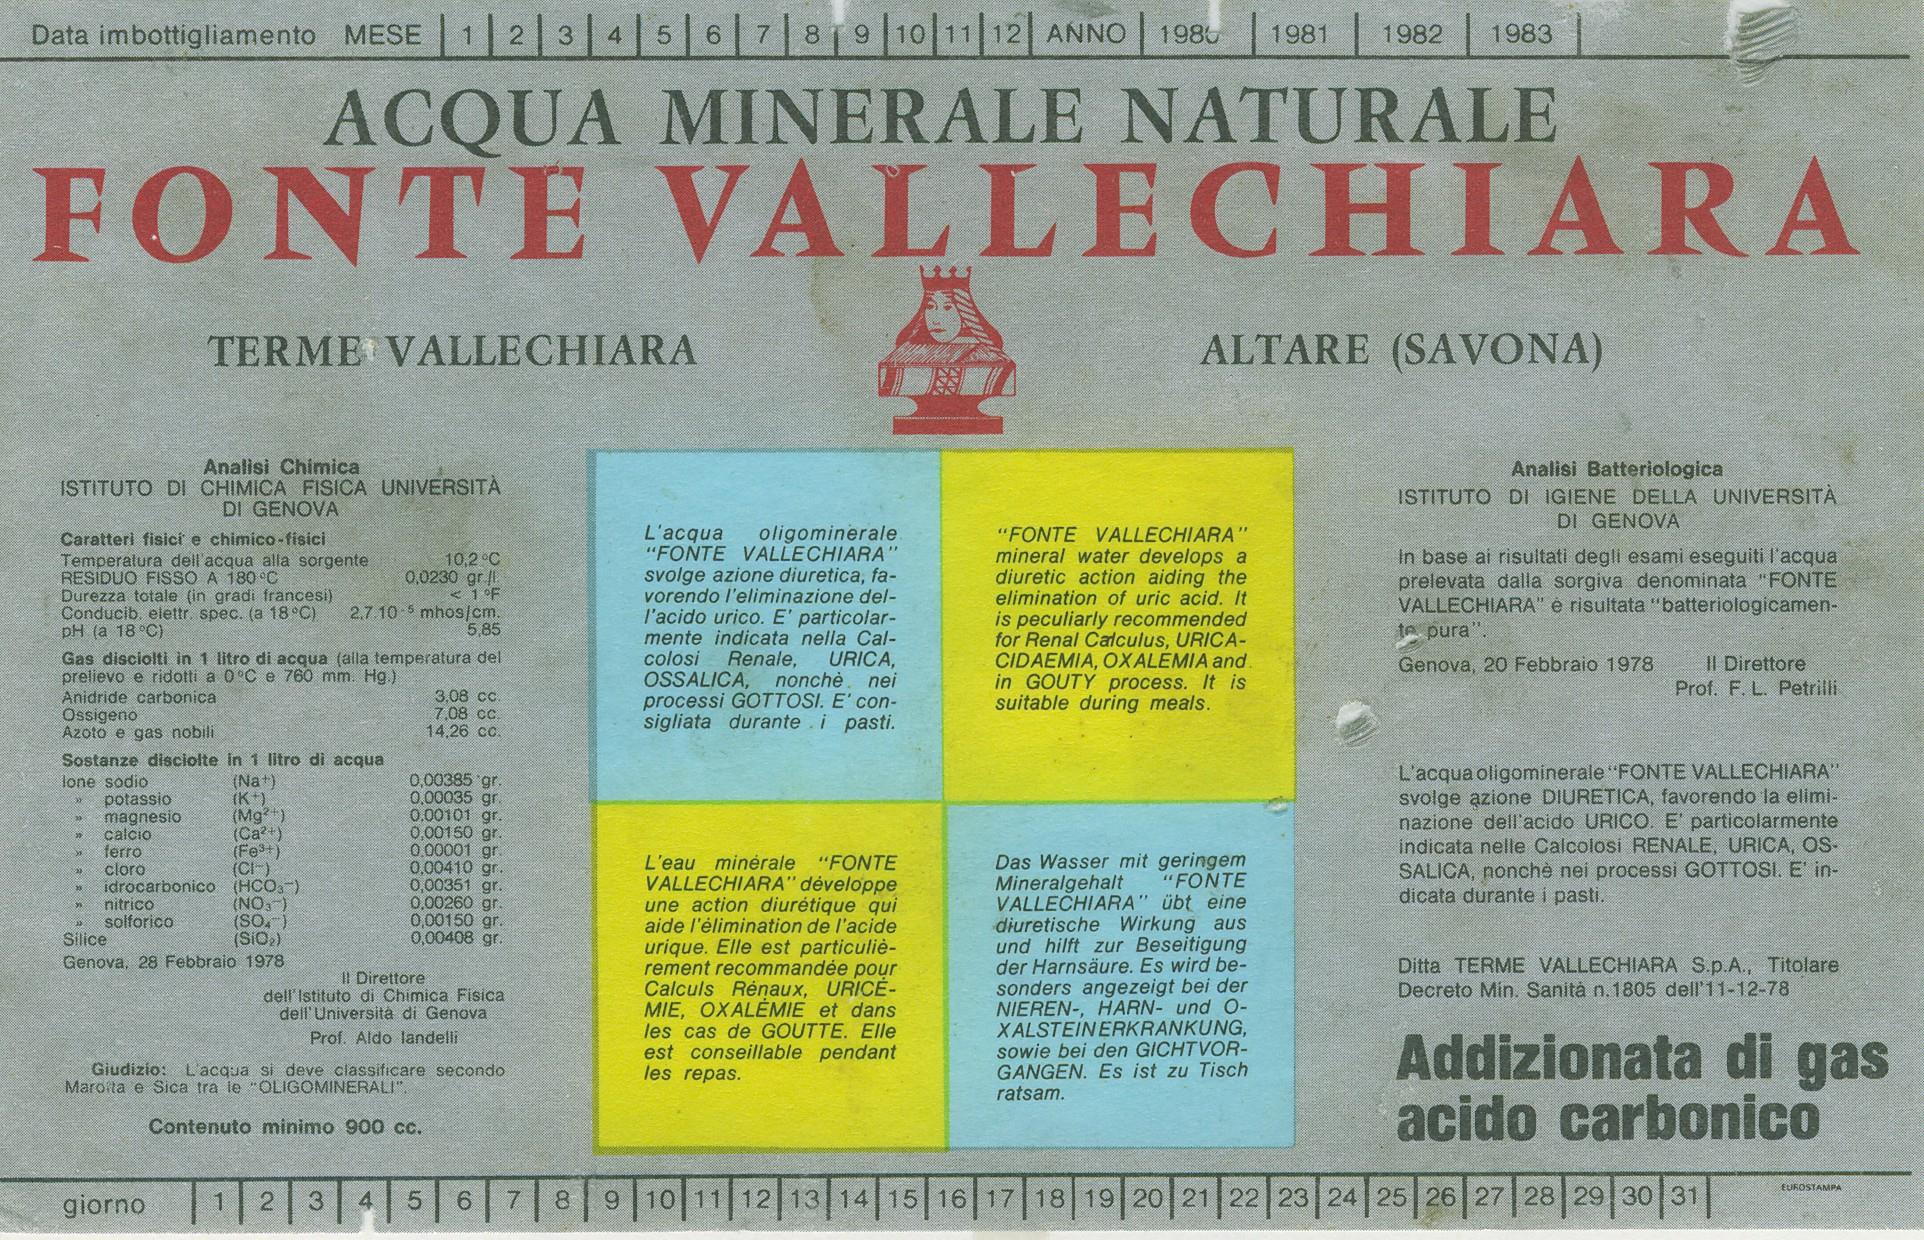 Data imbottigliamento MESE 1 2 3 4 5 6 7 8 9 10 11 12 ANNO 1980 1981 1982 1983
ACQUA MINERALE NATURALE
FONTE VALLECHIARA
TERME VALLECHIARA
ALTARE (SAVONA)
Analisi Chimica
ISTITUTO DI CHIMICA FISICA UNIVERSITÀ
DI GENOVA
Caratteri fisici e chimico-fisici
Temperatura dell'acqua alla sorgente 10,2 °C
RESIDUO FISSO A 180 °C 0,0230 gr./l.
Durezza totale (in gradi francesi) < 1 °F
Conducib. elettr. spec. (a 18 °C) 2,7.10⁻⁵ mhos/cm.
pH (a 18 °C) 5,85
Gas disciolti in 1 litro di acqua (alla temperatura del
prelievo e ridotti a 0 °C e 760 mm. Hg.)
Anidride carbonica 3,08 cc.
Ossigeno 7,08 cc.
Azoto e gas nobili 14,26 cc.
Sostanze disciolte in 1 litro di acqua
Ione sodio (Na⁺) 0,00385 gr.
» potassio (K⁺) 0,00035 gr.
» magnesio (Mg²⁺) 0,00101 gr.
» calcio (Ca²⁺) 0,00150 gr.
» ferro (Fe³⁺) 0,00001 gr.
» cloro (Cl⁻) 0,00410 gr.
» idrocarbonico (HCO₃⁻) 0,00351 gr.
» nitrico (NO₃⁻) 0,00260 gr.
» solforico (SO₄⁻) 0,00150 gr.
Silice (SiO₂) 0,00408 gr.
Genova, 28 Febbraio 1978
Il Direttore
dell'Istituto di Chimica Fisica
dell'Università di Genova
Prof. Aldo Iandelli
Giudizio: L'acqua si deve classificare secondo
Marotta e Sica tra le "OLIGOMINERALI".
Contenuto minimo 900 cc.
L'acqua oligominerale
"FONTE VALLECHIARA"
svolge azione diuretica, fa-
vorendo l'eliminazione del-
l'acido urico. E' particolar-
mente indicata nella Cal-
colosi Renale, URICA,
OSSALICA, nonchè nei
processi GOTTOSI. E' con-
sigliata durante i pasti.
"FONTE VALLECHIARA"
mineral water develops a
diuretic action aiding the
elimination of uric acid. It
is peculiarly recommended
for Renal Calculus, URICA-
CIDAEMIA, OXALEMIA and
in GOUTY process. It is
suitable during meals.
L'eau minérale "FONTE
VALLECHIARA" développe
une action diurétique qui
aide l'élimination de l'acide
urique. Elle est particuliè-
rement recommandée pour
Calculs Rénaux, URICÉ-
MIE, OXALÉMIE et dans
les cas de GOUTTE. Elle
est conseillable pendant
les repas.
Das Wasser mit geringem
Mineralgehalt "FONTE
VALLECHIARA" übt eine
diuretische Wirkung aus
und hilft zur Beseitigung
der Harnsäure. Es wird be-
sonders angezeigt bei der
NIEREN-, HARN- und O-
XALSTEINERKRANKUNG,
sowie bei den GICHTVOR-
GANGEN. Es ist zu Tisch
ratsam.
Analisi Batteriologica
ISTITUTO DI IGIENE DELLA UNIVERSITÀ
DI GENOVA
In base ai risultati degli esami eseguiti l'acqua
prelevata dalla sorgiva denominata "FONTE
VALLECHIARA" è risultata "batteriologicamen-
te pura".
Genova, 20 Febbraio 1978 Il Direttore
Prof. F. L. Petrilli
L'acqua oligominerale "FONTE VALLECHIARA"
svolge azione DIURETICA, favorendo la elimi-
nazione dell'acido URICO. E' particolarmente
indicata nelle Calcolosi RENALE, URICA, OS-
SALICA, nonchè nei processi GOTTOSI. E' in-
dicata durante i pasti.
Ditta TERME VALLECHIARA S.p.A., Titolare
Decreto Min. Sanità n.1805 dell'11-12-78
Addizionata di gas
acido carbonico
giorno 1 2 3 4 5 6 7 8 9 10 11 12 13 14 15 16 17 18 19 20 21 22 23 24 25 26 27 28 29 30 31
EUROSTAMPA